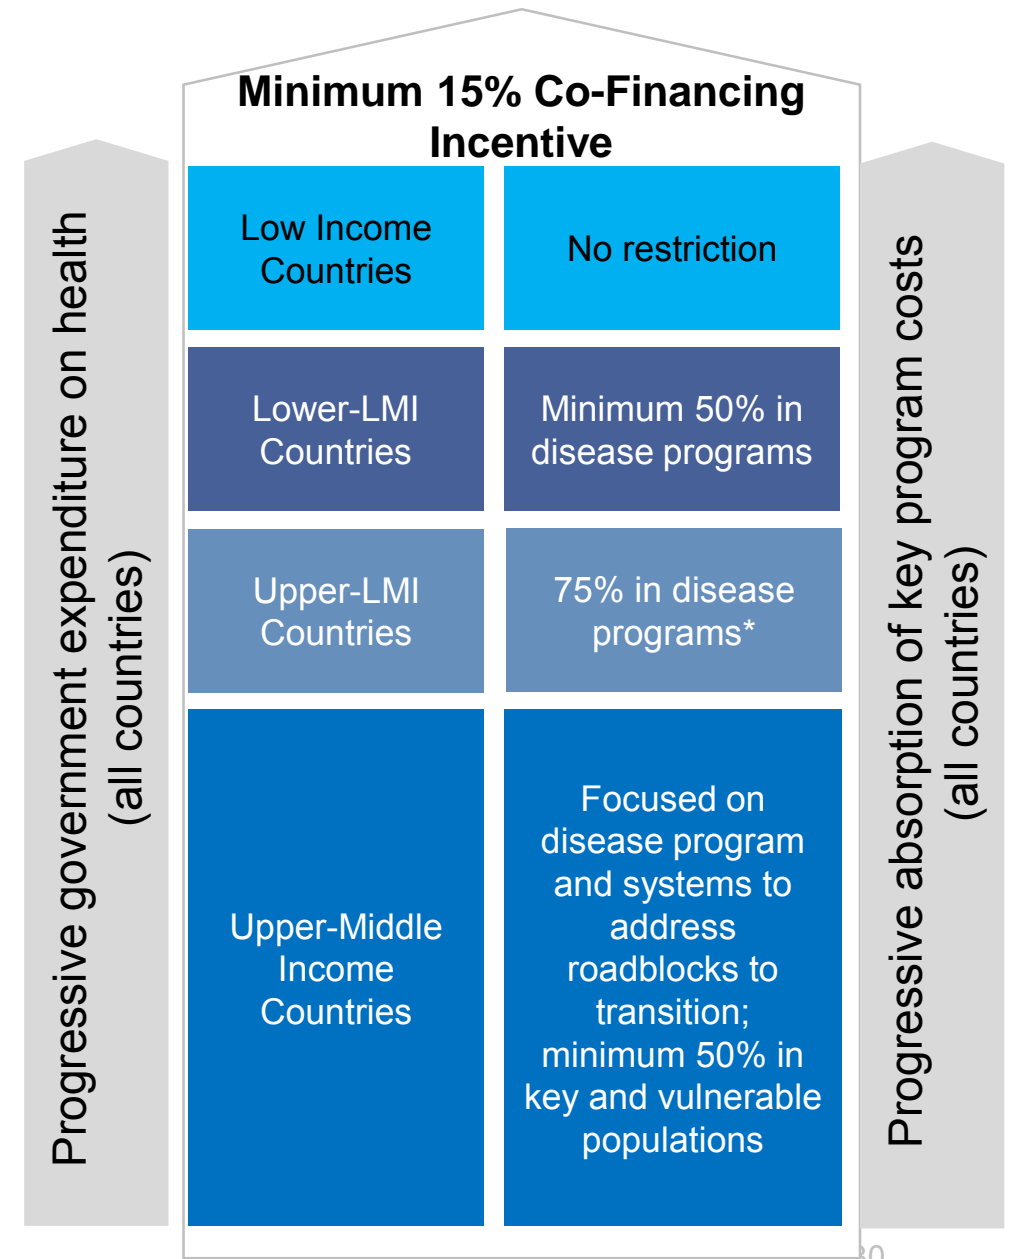 Minimum 15% Co-Financing
Incentive
Progressive government expenditure on health
(all countries)
Low Income
Countries
No restriction
Lower-LMI
Countries
Minimum 50% in
disease programs
Upper-LMI
Countries
75% in disease
programs*
Upper-Middle
Income
Countries
Focused on
disease program
and systems to
address
roadblocks to
transition;
minimum 50% in
key and vulnerable
populations
Progressive absorption of key program costs
(all countries)